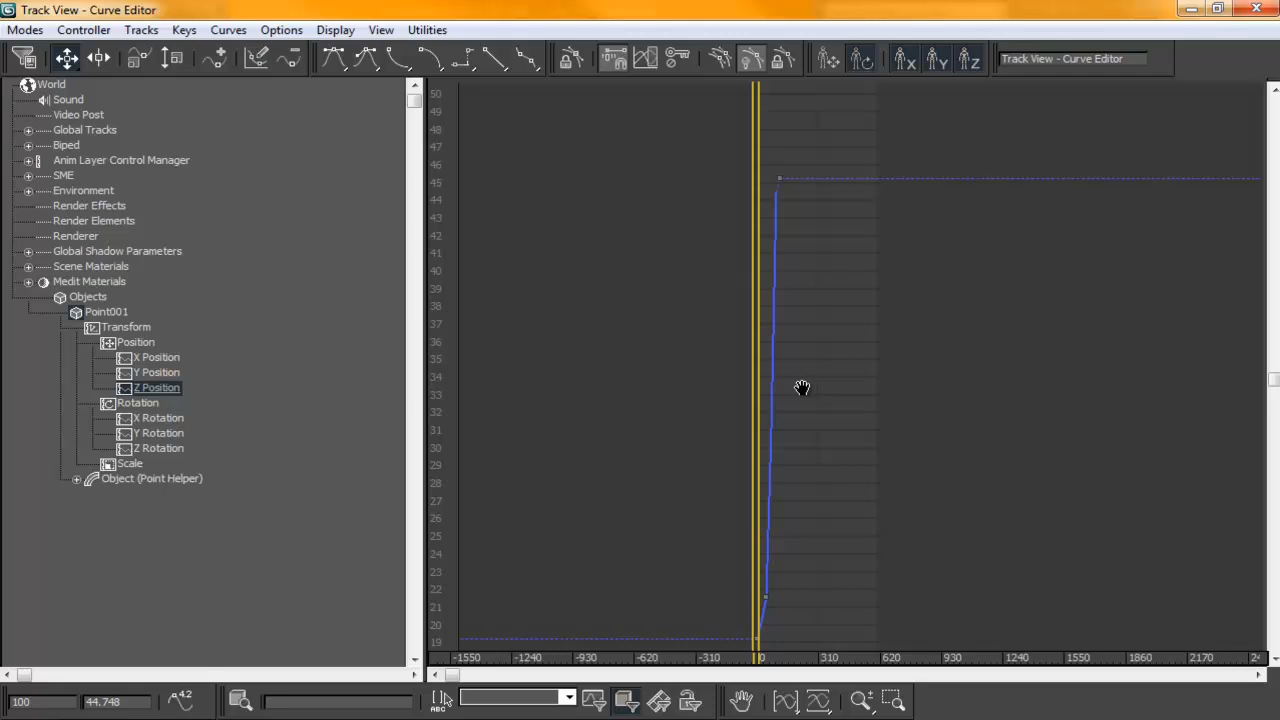 Track View - Curve Editor
Modes Controller Tracks Keys Curves Options Display View Utilities
X Y Z Track View - Curve Editor
World
Sound
Video Post
Global Tracks
Biped
Anim Layer Control Manager
SME
Environment
Render Effects
Render Elements
Renderer
Global Shadow Parameters
Scene Materials
Medit Materials
Objects
Point001
Transform
Position
X Position
Y Position
Z Position
Rotation
X Rotation
Y Rotation
Z Rotation
Scale
Object (Point Helper)
50
49
48
47
46
45
44
43
42
41
40
39
38
37
36
35
34
33
32
31
30
29
28
27
26
25
24
23
22
21
20
19
-1550 -1240 -930 -620 -310 0 310 620 930 1240 1550 1860 2170
100 44.748 4.2 ABC